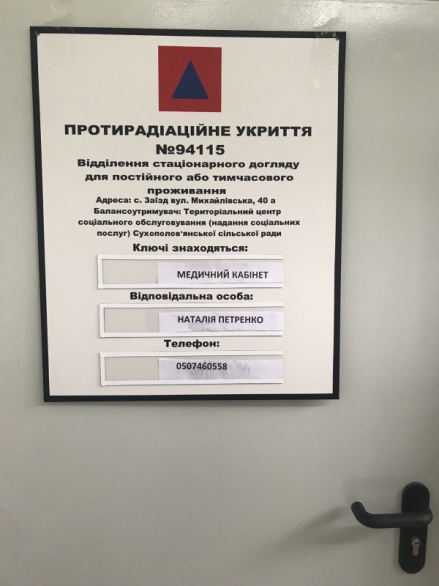 ПРОТИРАДІАЦІЙНЕ УКРИТТЯ
№94115
Відділення стаціонарного догляду
для постійного або тимчасового
проживання
Адреса: с. Заїзд вул. Михайлівська, 40 а
Балансоутримувач: Територіальний центр
соціального обслуговування (надання соціальних
послуг) Сухополов'янської сільської ради
Ключі знаходяться:
МЕДИЧНИЙ КАБІНЕТ
Відповідальна особа:
НАТАЛІЯ ПЕТРЕНКО
Телефон:
0507460558